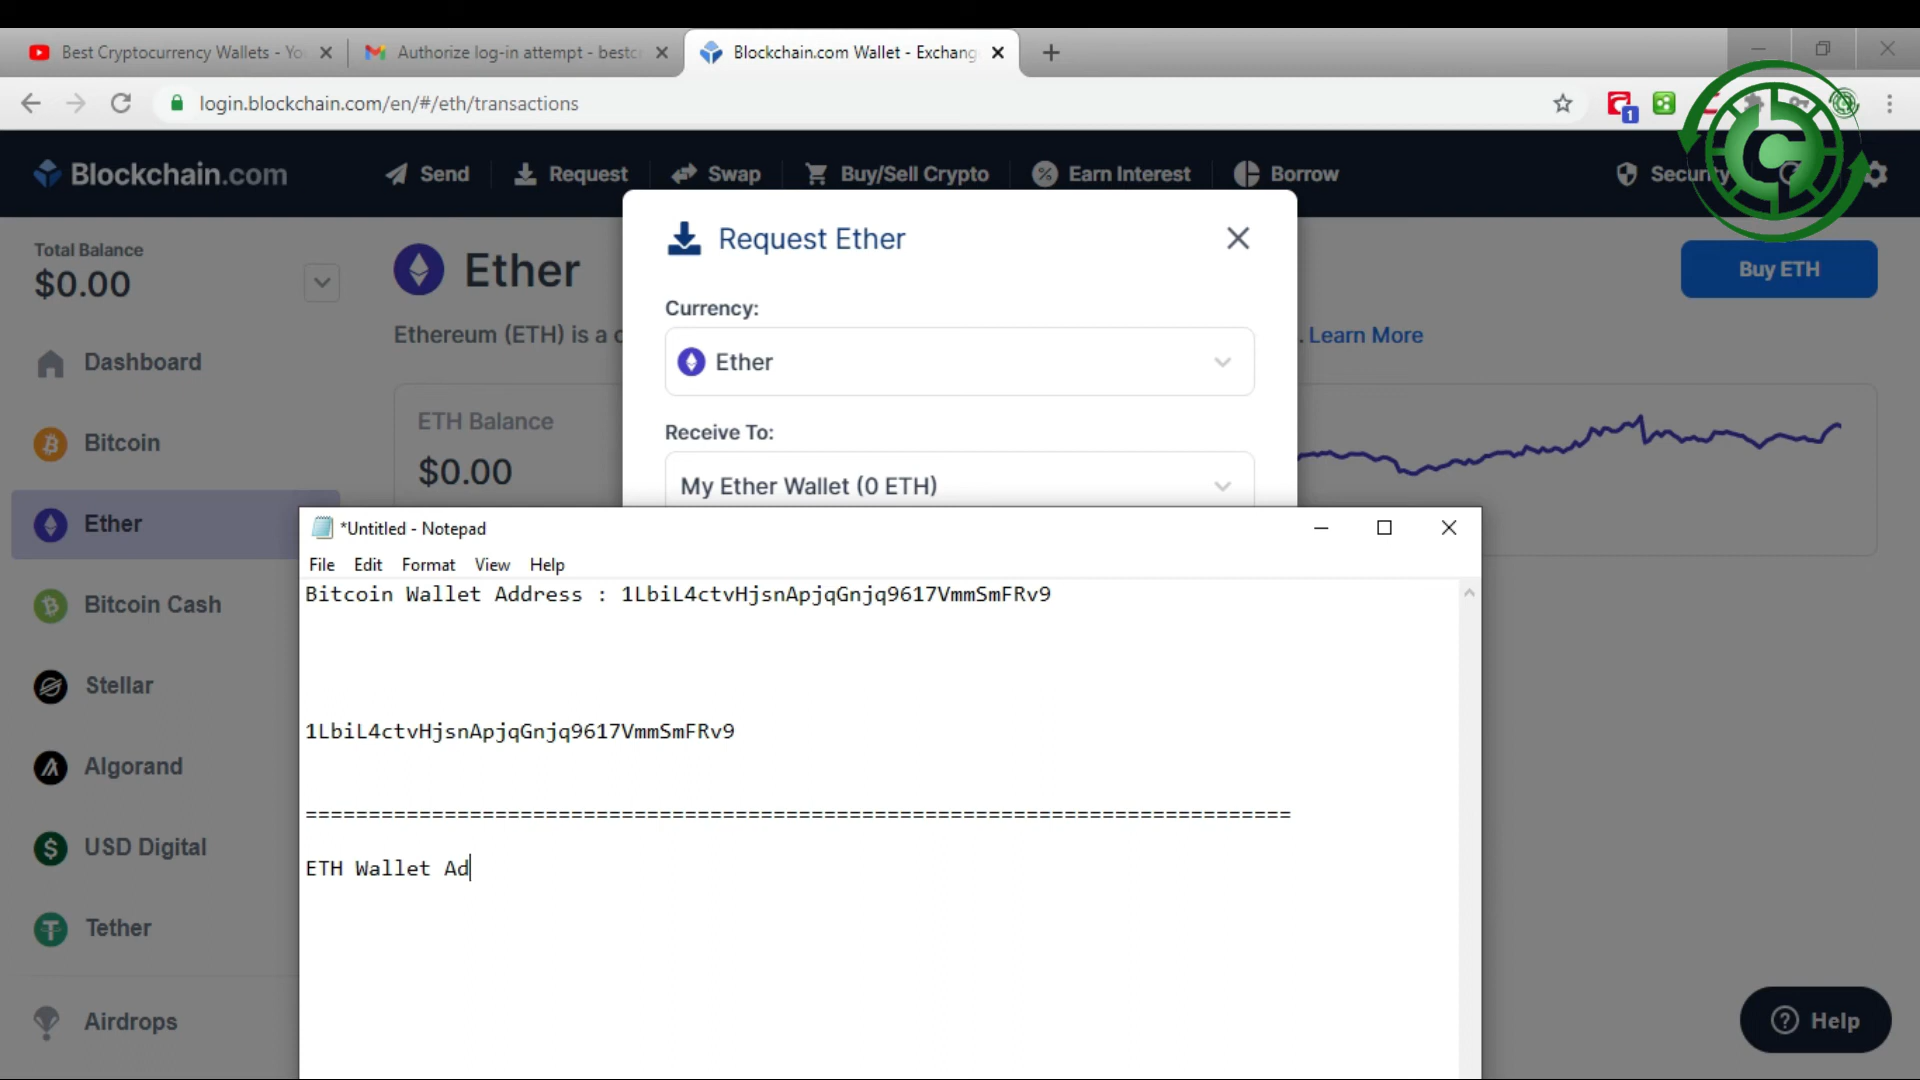 Best Cryptocurrency Wallets - Yo
Authorize log-in attempt - bestc
Blockchain.com Wallet - Exchang
login.blockchain.com/en/#/eth/transactions
1
Blockchain.com
Send
Request
Swap
Buy/Sell Crypto
Earn Interest
Borrow
Security
Total Balance
$0.00
Ether
Buy ETH
Ethereum (ETH) is a
. Learn More
ETH Balance
$0.00
Dashboard
Bitcoin
Ether
Bitcoin Cash
Stellar
Algorand
USD Digital
Tether
Airdrops
Request Ether
Currency:
Ether
Receive To:
My Ether Wallet (0 ETH)
*Untitled - Notepad
File Edit Format View Help
Bitcoin Wallet Address : 1LbiL4ctvHjsnApjqGnjq9617VmmSmFRv9
1LbiL4ctvHjsnApjqGnjq9617VmmSmFRv9
==============================================================================
ETH Wallet Ad
Help